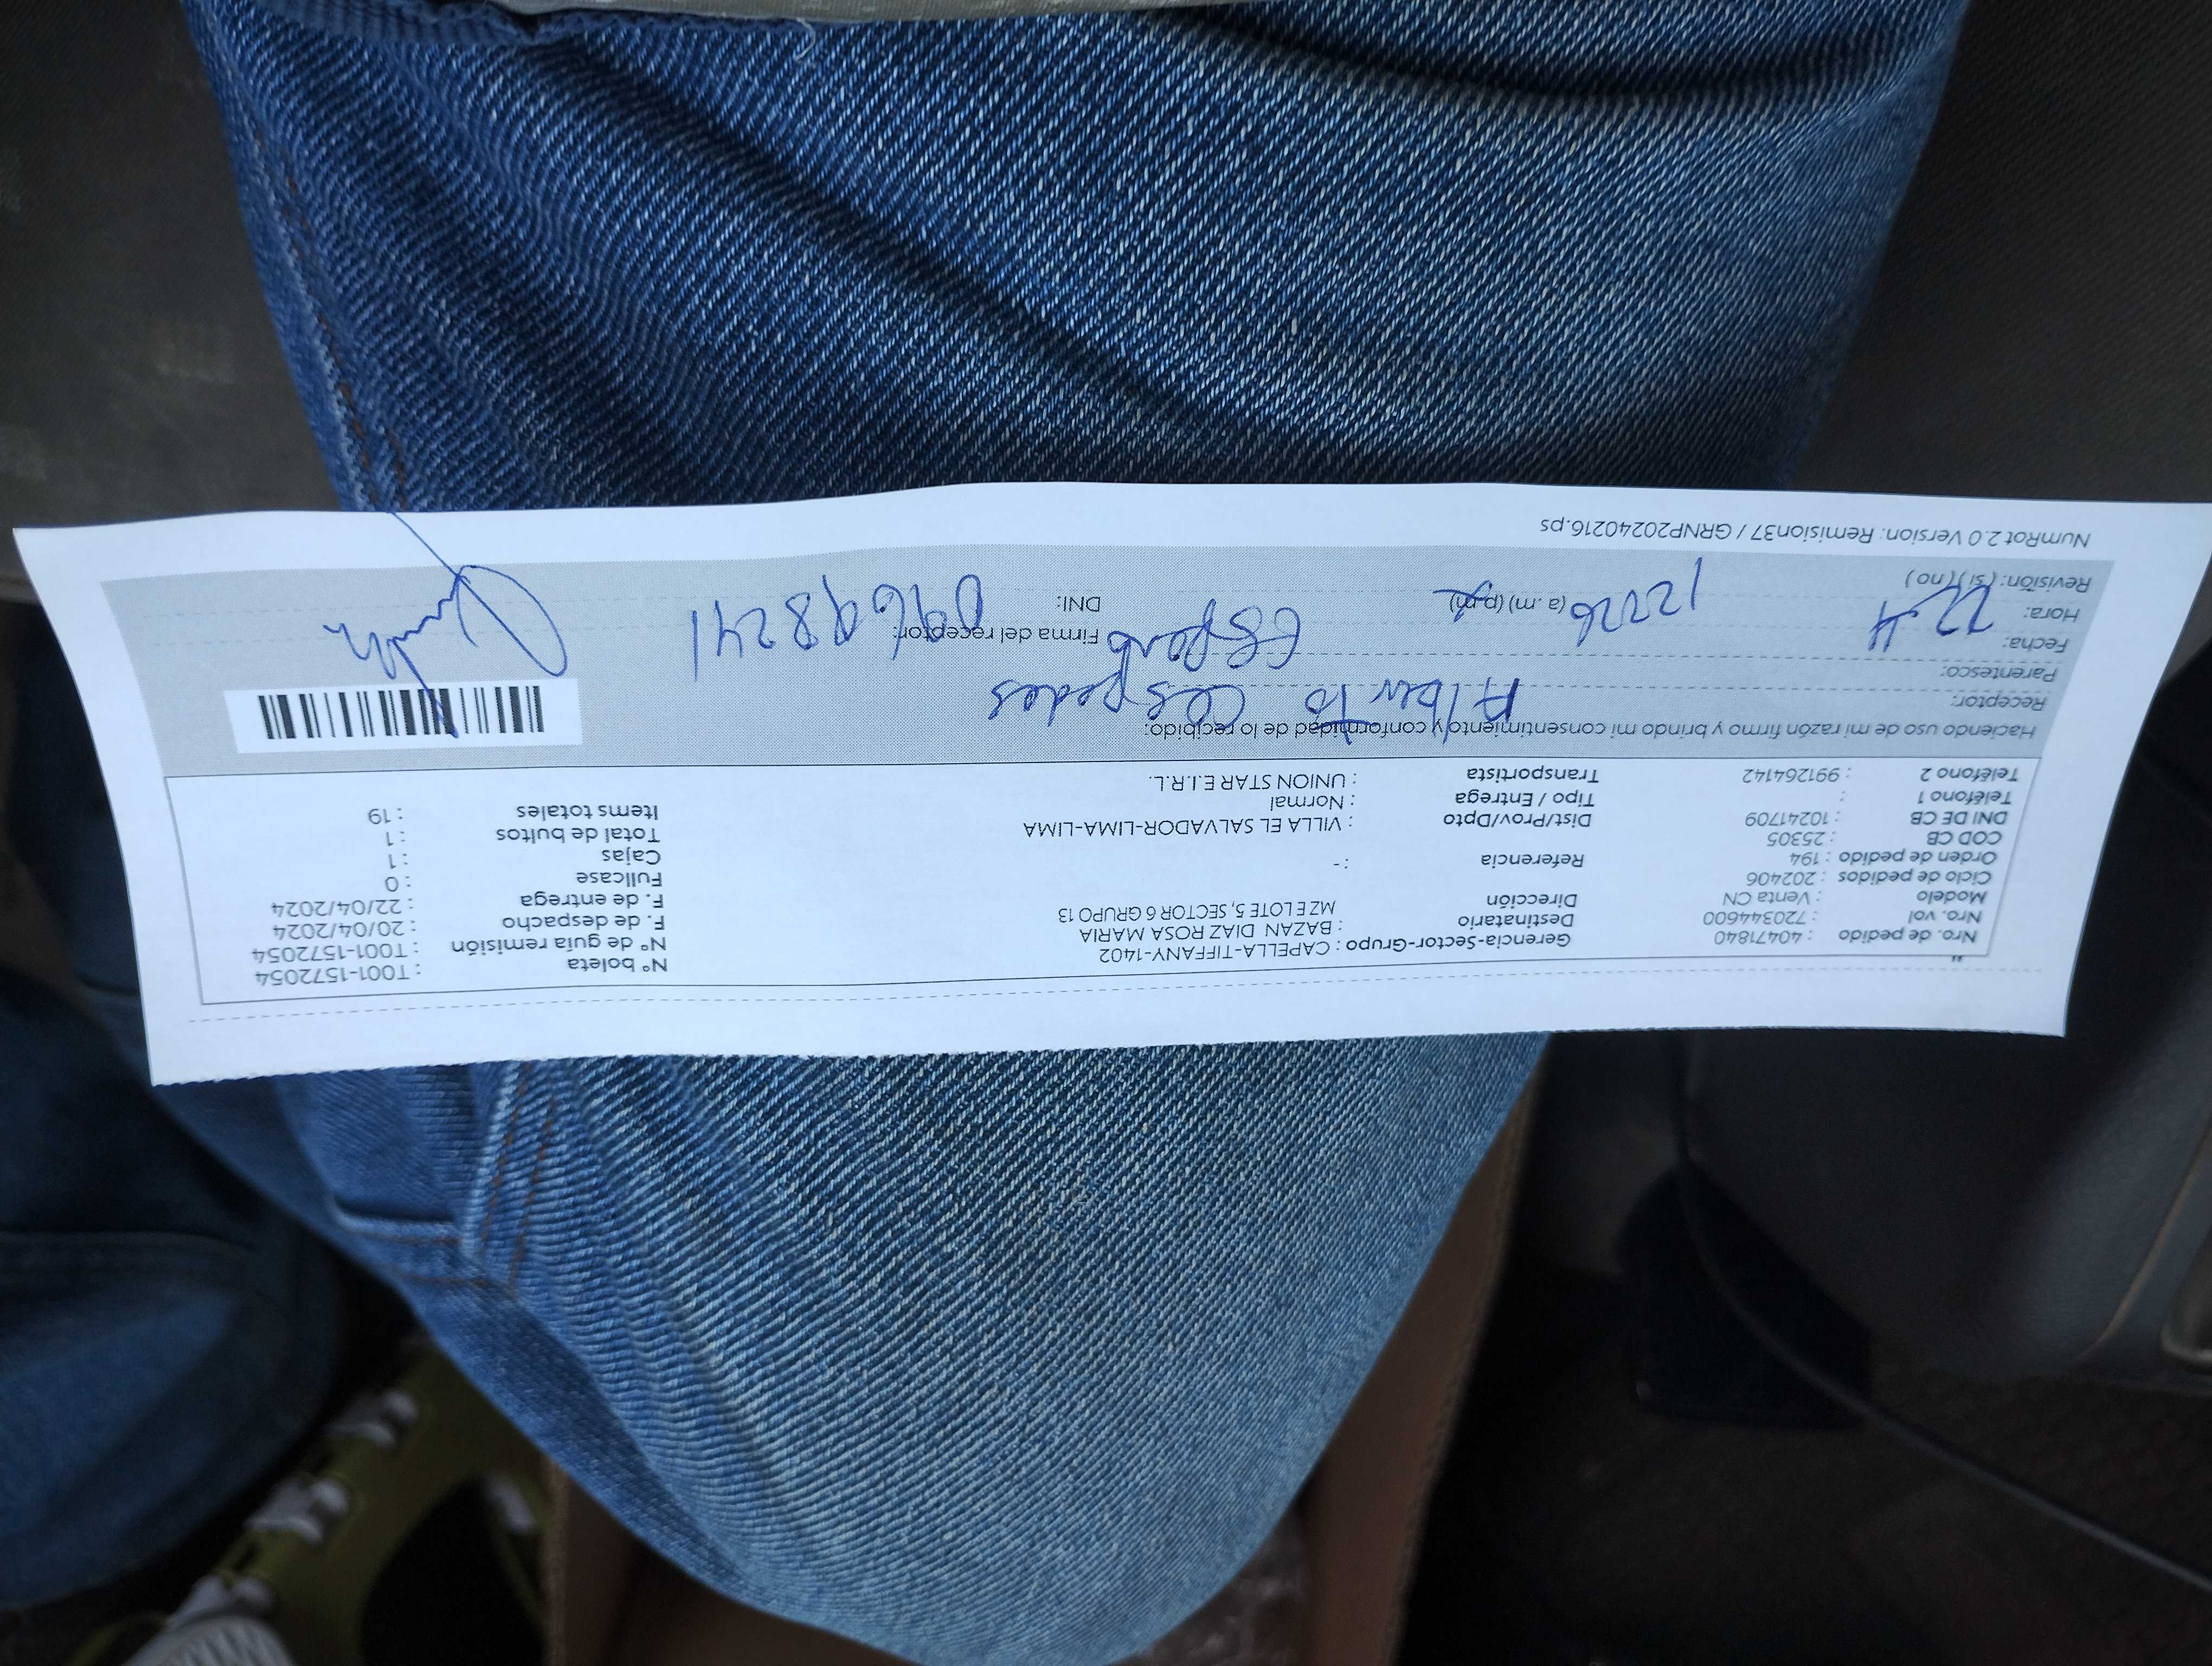 Nº boleta : T001-1572054
Nº de guía remisión : T001-1572054
F. de despacho : 20/04/2024
F. de entrega : 22/04/2024
Fullcase : 0
Cajas : 1
Total de bultos : 1
Items totales : 19
Gerencia-Sector-Grupo : CAPELLA-TIFFANY-1402
Destinatario : BAZAN DIAZ ROSA MARIA
Dirección MZ E LOTE 5, SECTOR 6 GRUPO 13
Referencia : -
Dist/Prov/Dpto : VILLA EL SALVADOR-LIMA-LIMA
Tipo / Entrega : Normal
Transportista : UNION STAR E.I.R.L.
Nro. de pedido : 40471840
Nro. vol : 720344600
Modelo : Venta CN
Ciclo de pedidos : 202406
Orden de pedido : 194
COD CB : 25305
DNI DE CB : 10241709
Teléfono 1 :
Teléfono 2 : 991264142
Haciendo uso de mi razón firmo y brindo mi consentimiento y conformidad de lo recibido:
Receptor: Alberto Cespedes
Parentesco: Esposo
Fecha: 22-4
Hora: (a.m) (p.m)
Revisión: (si) (no)
Firma del receptor:
DNI: 09698241
NumRot 2.0 Version: Remision37 / GRNP20240216.ps